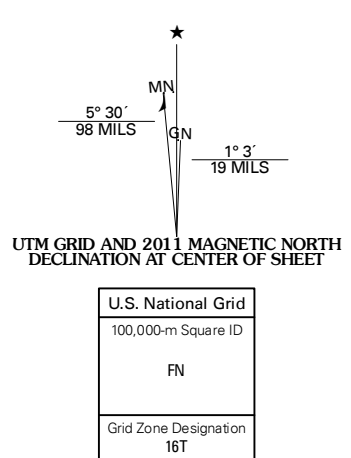 ★
MN
5° 30´
98 MILS
GN
1° 3´
19 MILS
UTM GRID AND 2011 MAGNETIC NORTH
DECLINATION AT CENTER OF SHEET
U.S. National Grid
100,000-m Square ID
FN
Grid Zone Designation
16T